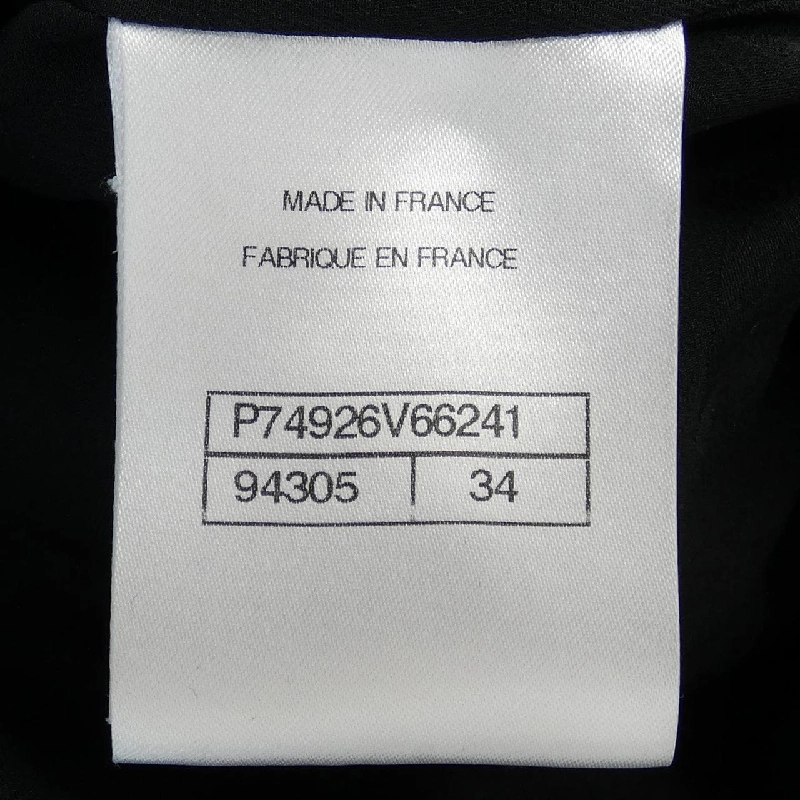 MADE IN FRANCE
FABRIQUE EN FRANCE
P74926V66241
94305 34